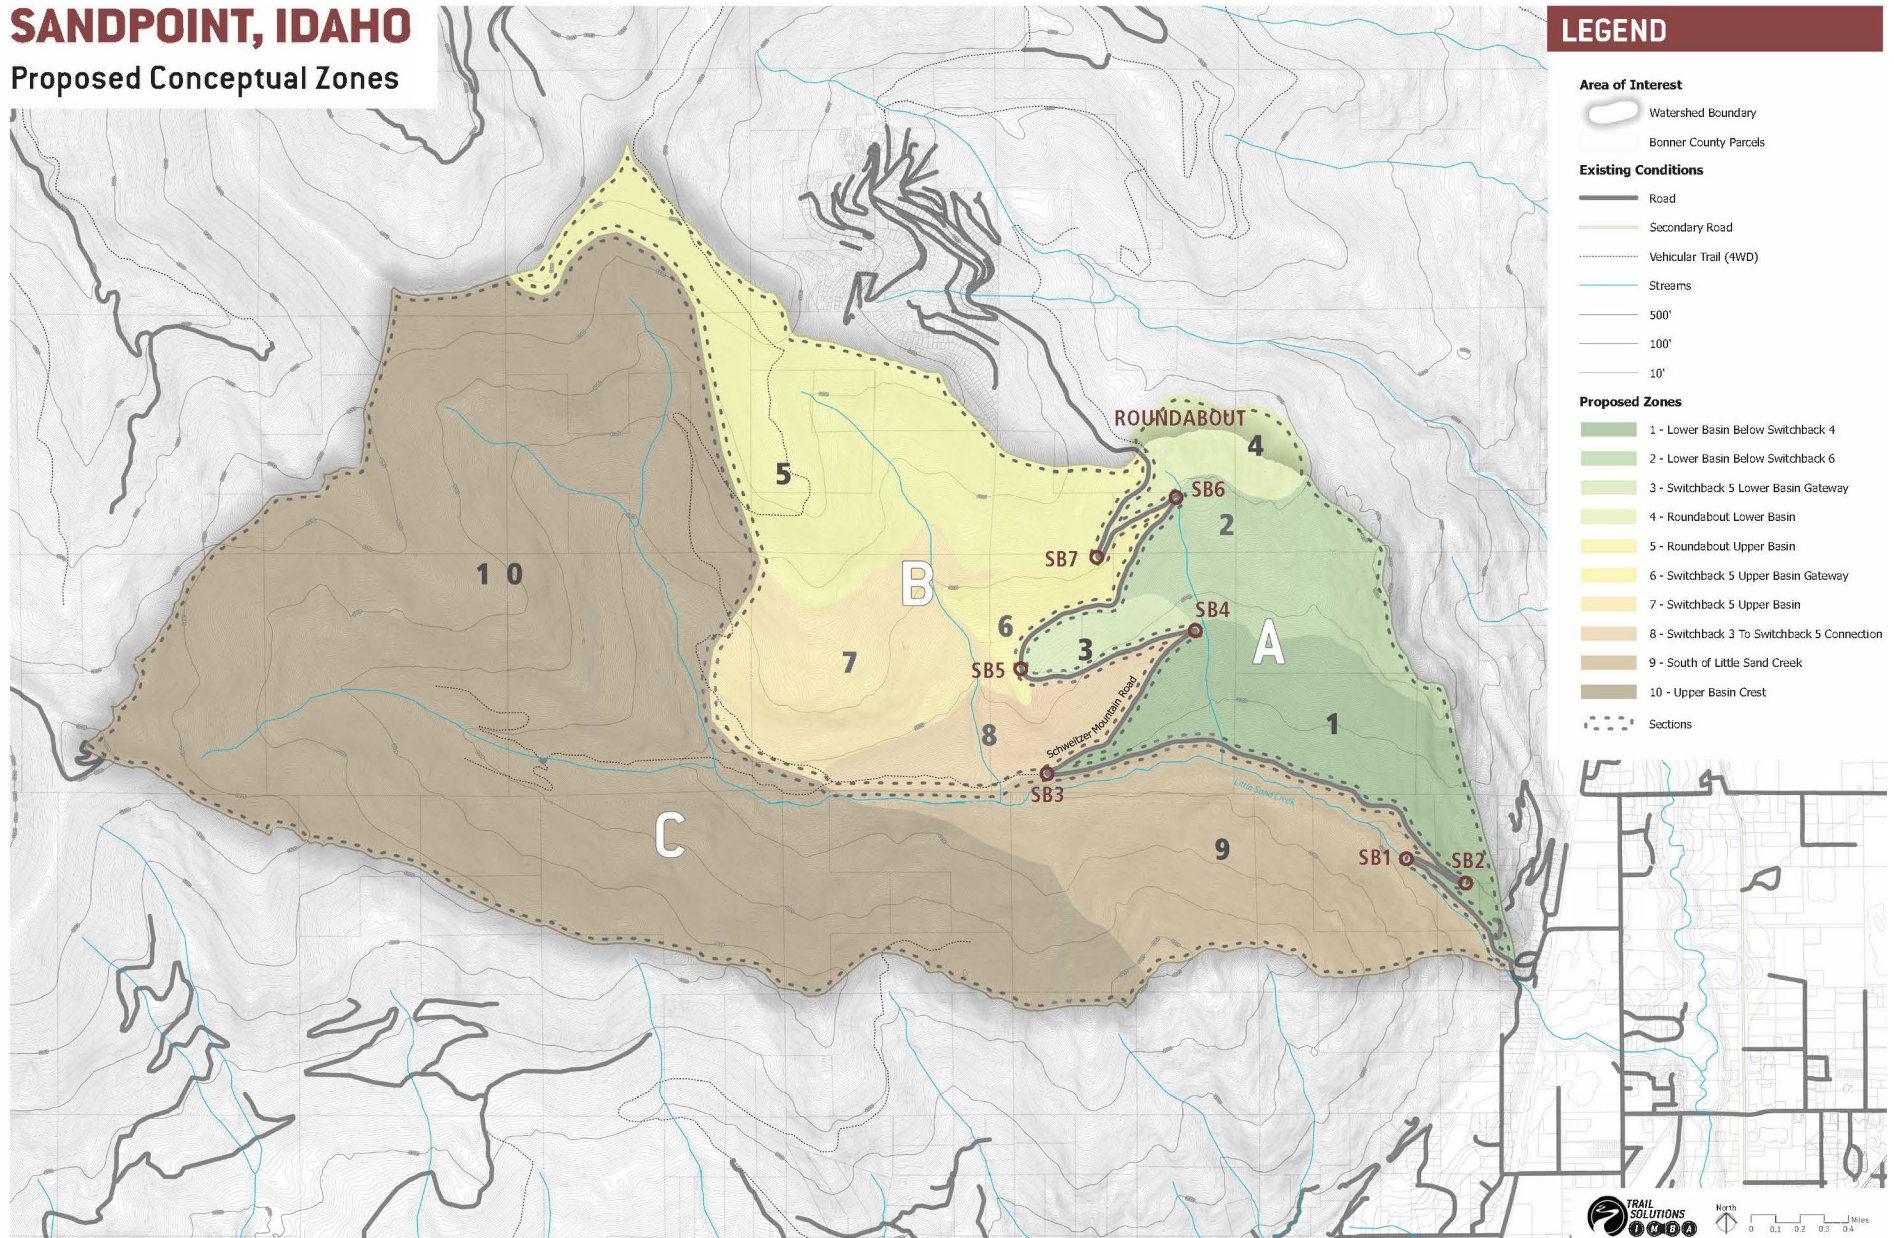 SANDPOINT, IDAHO
Proposed Conceptual Zones
LEGEND
Area of Interest
Watershed Boundary
Bonner County Parcels
Existing Conditions
Road
Secondary Road
Vehicular Trail (4WD)
Streams
500'
100'
10'
Proposed Zones
1 - Lower Basin Below Switchback 4
2 - Lower Basin Below Switchback 6
3 - Switchback 5 Lower Basin Gateway
4 - Roundabout Lower Basin
5 - Roundabout Upper Basin
6 - Switchback 5 Upper Basin Gateway
7 - Switchback 5 Upper Basin
8 - Switchback 3 To Switchback 5 Connection
9 - South of Little Sand Creek
10 - Upper Basin Crest
Sections
ROUNDABOUT
4
5
SB6
2
SB7
10
B
SB4
6
3
A
7
SB5
8
Schweitzer Mountain Road
1
SB3
Little Sand Creek
C
9
SB1
SB2
TRAIL
SOLUTIONS
IMBA
North
0 0.1 0.2 0.3 0.4 Miles